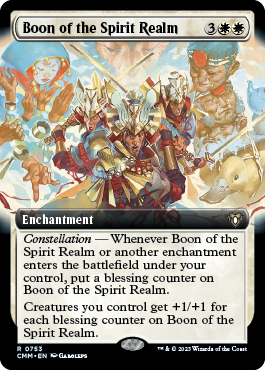 Boon of the Spirit Realm 3
Enchantment
Constellation — Whenever Boon of the
Spirit Realm or another enchantment
enters the battlefield under your
control, put a blessing counter on
Boon of the Spirit Realm.
Creatures you control get +1/+1 for
each blessing counter on Boon of the
Spirit Realm.
R 0753
CMM • EN Gaboleps
™ & © 2023 Wizards of the Coast